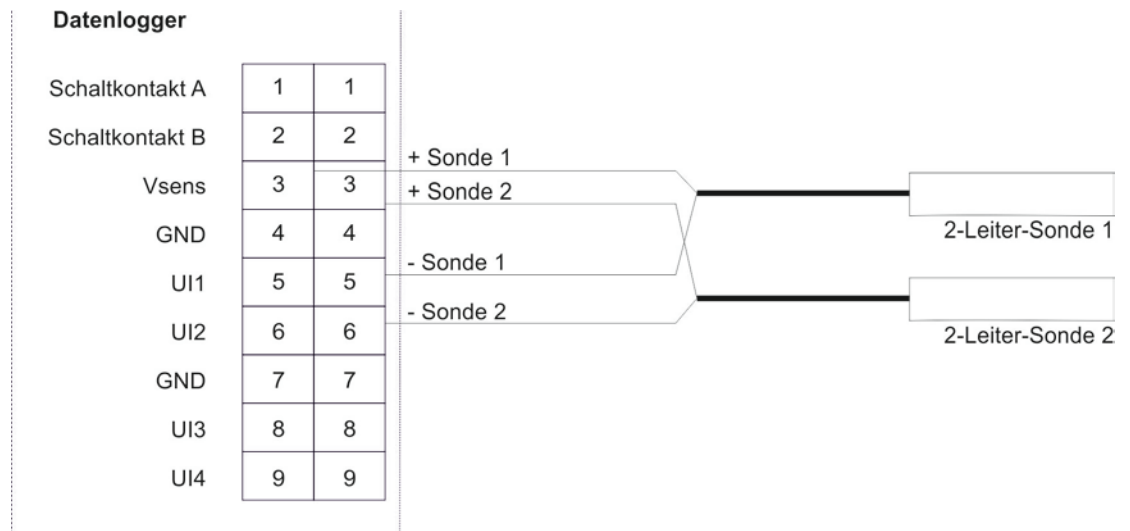 Datenlogger
Schaltkontakt A 1 1
Schaltkontakt B 2 2
+ Sonde 1
Vsens 3 3
+ Sonde 2
GND 4 4
2-Leiter-Sonde 1
- Sonde 1
UI1 5 5
- Sonde 2
UI2 6 6
2-Leiter-Sonde 2
GND 7 7
UI3 8 8
UI4 9 9